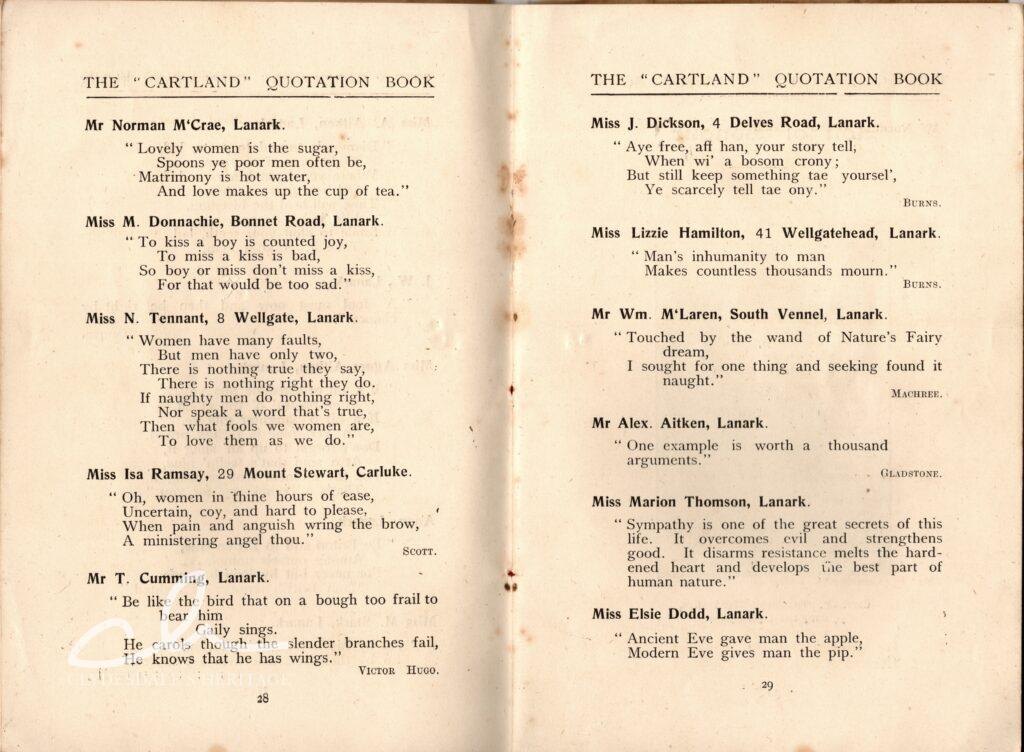 THE "CARTLAND" QUOTATION BOOK
Mr Norman M'Crae, Lanark.
" Lovely women is the sugar,
Spoons ye poor men often be,
Matrimony is hot water,
And love makes up the cup of tea."
Miss M. Donnachie, Bonnet Road, Lanark.
" To kiss a boy is counted joy,
To miss a kiss is bad,
So boy or miss don't miss a kiss,
For that would be too sad."
Miss N. Tennant, 8 Wellgate, Lanark.
" Women have many faults,
But men have only two,
There is nothing true they say,
There is nothing right they do.
If naughty men do nothing right,
Nor speak a word that's true,
Then what fools we women are,
To love them as we do."
Miss Isa Ramsay, 29 Mount Stewart, Carluke.
" Oh, women in thine hours of ease,
Uncertain, coy, and hard to please,
When pain and anguish wring the brow,
A ministering angel thou."
SCOTT.
Mr T. Cumming, Lanark.
" Be like the bird that on a bough too frail to
bear him
Gaily sings.
He carols though the slender branches fail,
He knows that he has wings."
VICTOR HUGO.
CLYDESDALE'S HERITAGE
28
THE "CARTLAND" QUOTATION BOOK
Miss J. Dickson, 4 Delves Road, Lanark.
" Aye free, aff han, your story tell,
When wi' a bosom crony;
But still keep something tae yoursel',
Ye scarcely tell tae ony."
BURNS.
Miss Lizzie Hamilton, 41 Wellgatehead, Lanark.
" Man's inhumanity to man
Makes countless thousands mourn."
BURNS.
Mr Wm. M'Laren, South Vennel, Lanark.
" Touched by the wand of Nature's Fairy
dream,
I sought for one thing and seeking found it
naught."
MACHREE.
Mr Alex. Aitken, Lanark.
" One example is worth a thousand
arguments."
GLADSTONE.
Miss Marion Thomson, Lanark.
" Sympathy is one of the great secrets of this
life. It overcomes evil and strengthens
good. It disarms resistance melts the hard-
ened heart and develops the best part of
human nature."
Miss Elsie Dodd, Lanark.
" Ancient Eve gave man the apple,
Modern Eve gives man the pip."
29